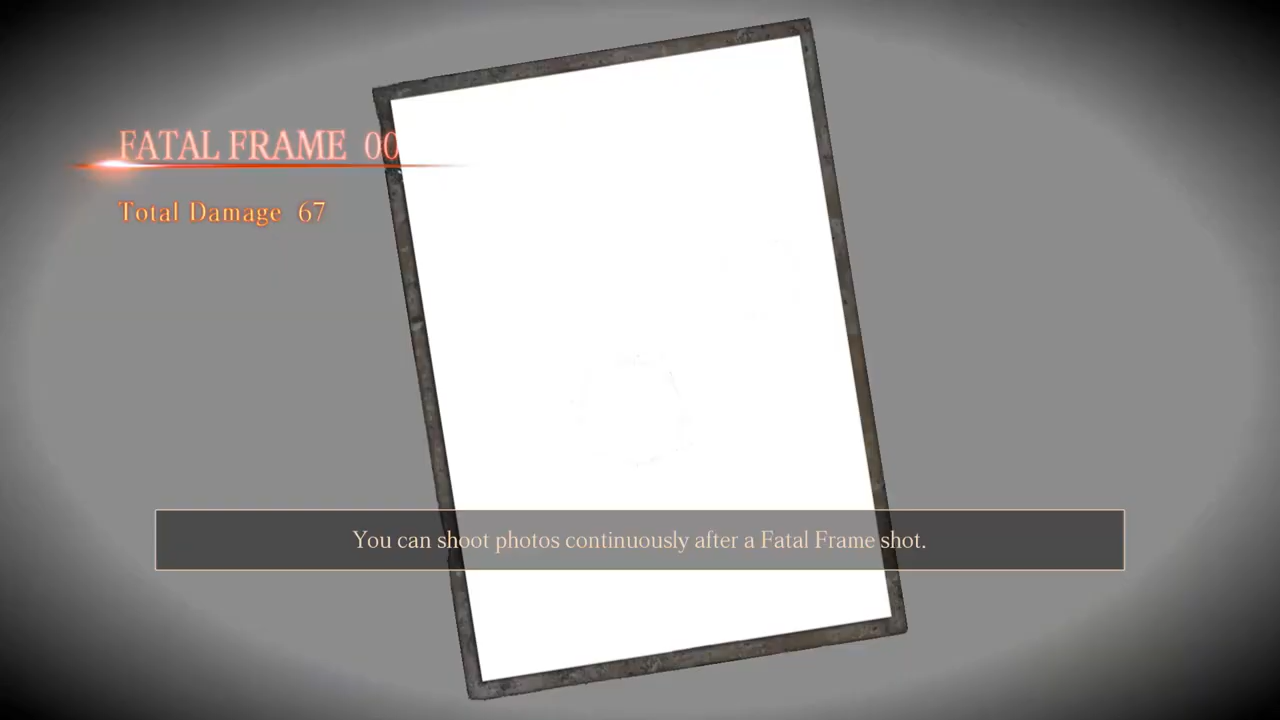 FATAL FRAME 00
Total Damage 67
You can shoot photos continuously after a Fatal Frame shot.